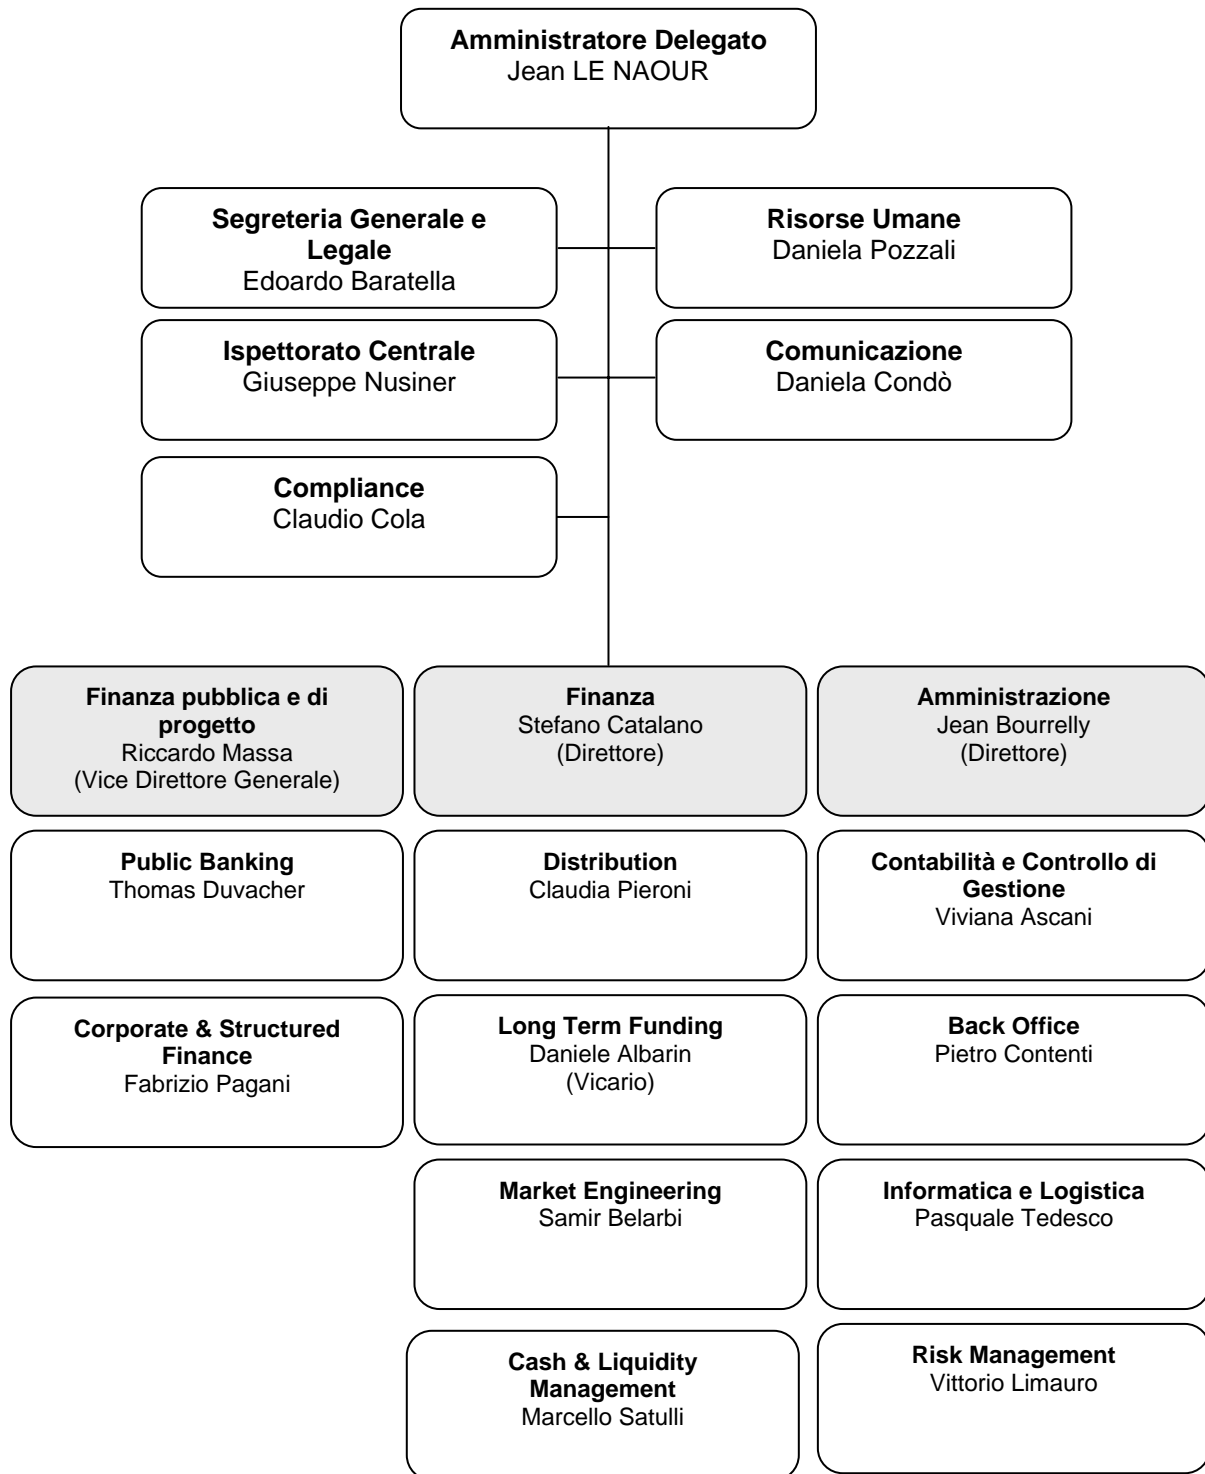 Amministratore Delegato
Jean LE NAOUR
Segreteria Generale e
Legale
Edoardo Baratella
Risorse Umane
Daniela Pozzali
Ispettorato Centrale
Giuseppe Nusiner
Comunicazione
Daniela Condò
Compliance
Claudio Cola
Finanza pubblica e di
progetto
Riccardo Massa
(Vice Direttore Generale)
Finanza
Stefano Catalano
(Direttore)
Amministrazione
Jean Bourrelly
(Direttore)
Public Banking
Thomas Duvacher
Distribution
Claudia Pieroni
Contabilità e Controllo di
Gestione
Viviana Ascani
Corporate & Structured
Finance
Fabrizio Pagani
Long Term Funding
Daniele Albarin
(Vicario)
Back Office
Pietro Contenti
Market Engineering
Samir Belarbi
Informatica e Logistica
Pasquale Tedesco
Cash & Liquidity
Management
Marcello Satulli
Risk Management
Vittorio Limauro